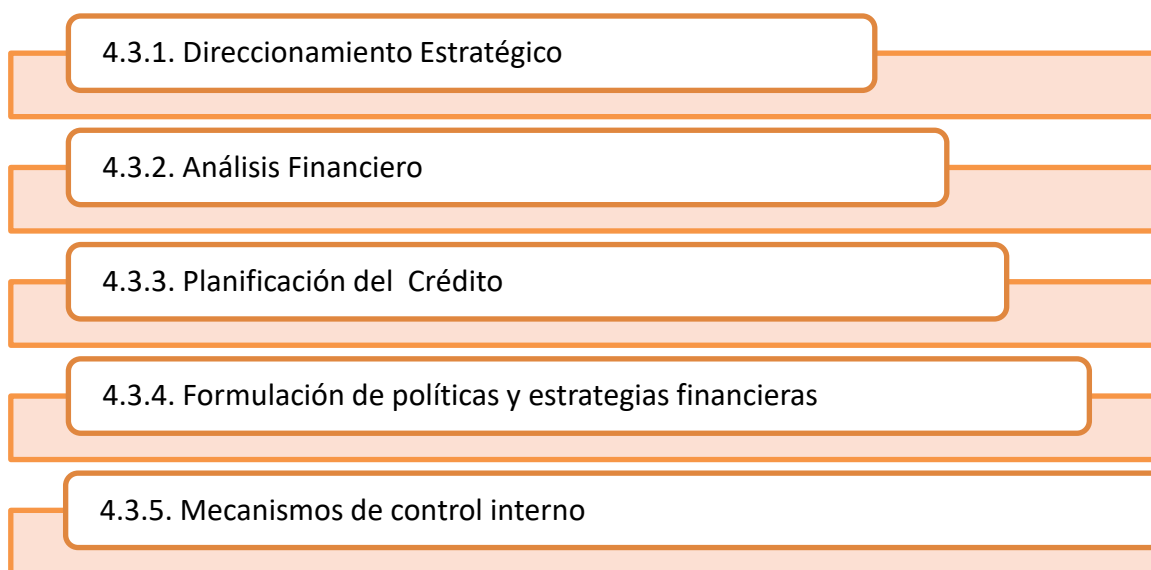 4.3.1. Direccionamiento Estratégico
4.3.2. Análisis Financiero
4.3.3. Planificación del  Crédito
4.3.4. Formulación de políticas y estrategias financieras
4.3.5. Mecanismos de control interno